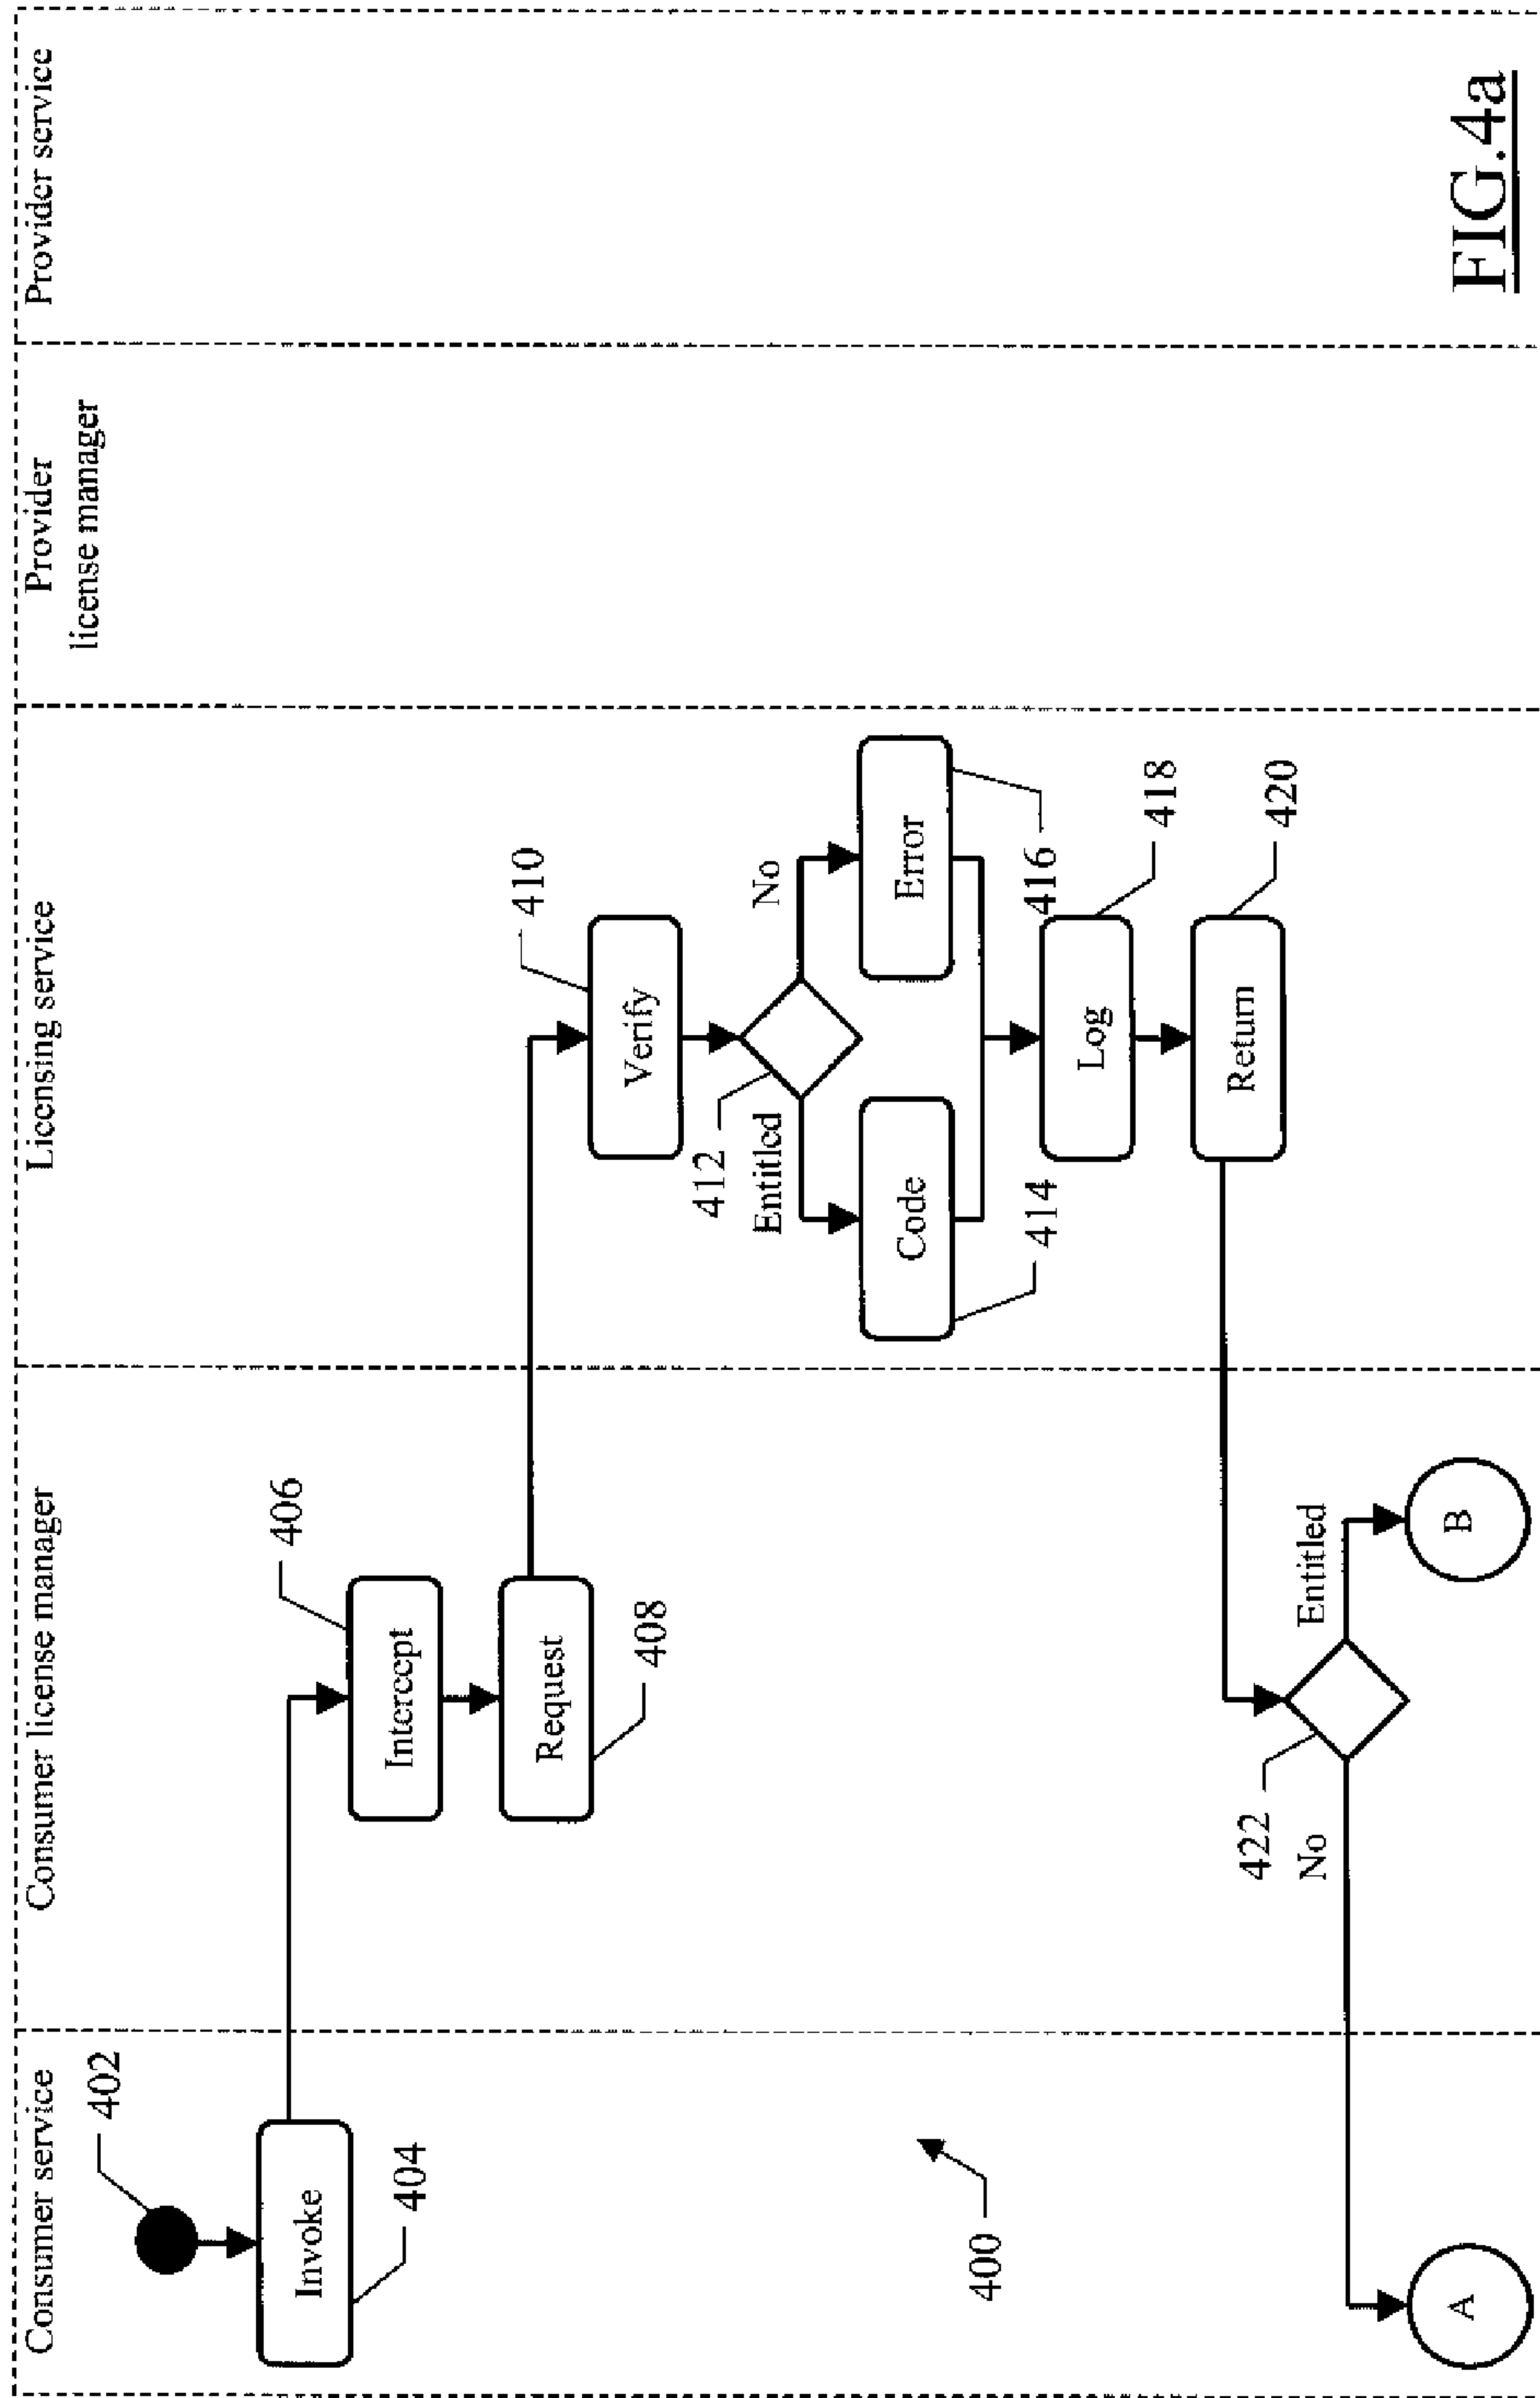 Consumer service
Consumer license manager
Licensing service
Provider
license manager
Provider service
402
Invoke
404
406
Intercept
Request
408
410
Verify
412
Entitled
No
Code
Error
414
416
Log
418
Return
420
400
422
No
Entitled
A
B
FIG.4a